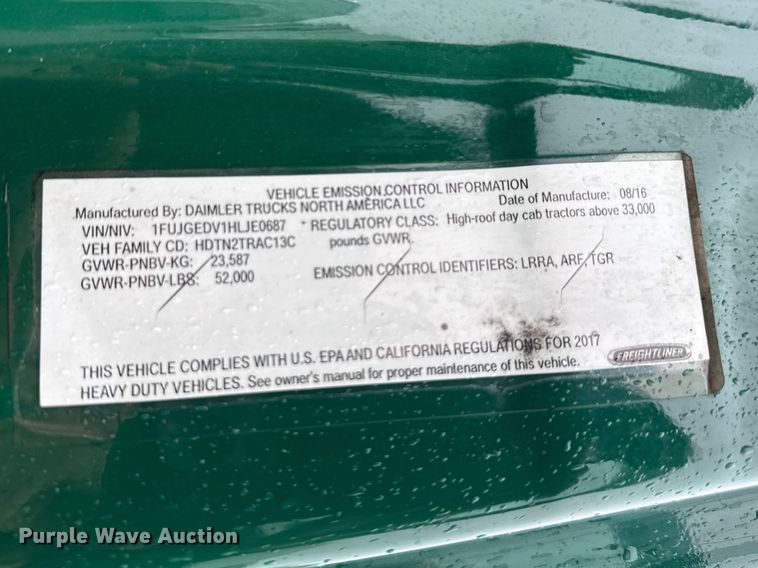 VEHICLE EMISSION CONTROL INFORMATION
Manufactured By: DAIMLER TRUCKS NORTH AMERICA LLC Date of Manufacture: 08/16
VIN/NIV: 1FUJGEDV1HLJE0687 * REGULATORY CLASS: High-roof day cab tractors above 33,000
VEH FAMILY CD: HDTN2TRAC13C pounds GVWR.
GVWR-PNBV-KG: 23,587
GVWR-PNBV-LBS: 52,000 EMISSION CONTROL IDENTIFIERS: LRRA, ARF, TGR
THIS VEHICLE COMPLIES WITH U.S. EPA AND CALIFORNIA REGULATIONS FOR 2017
HEAVY DUTY VEHICLES. See owner's manual for proper maintenance of this vehicle.
FREIGHTLINER
Purple Wave Auction